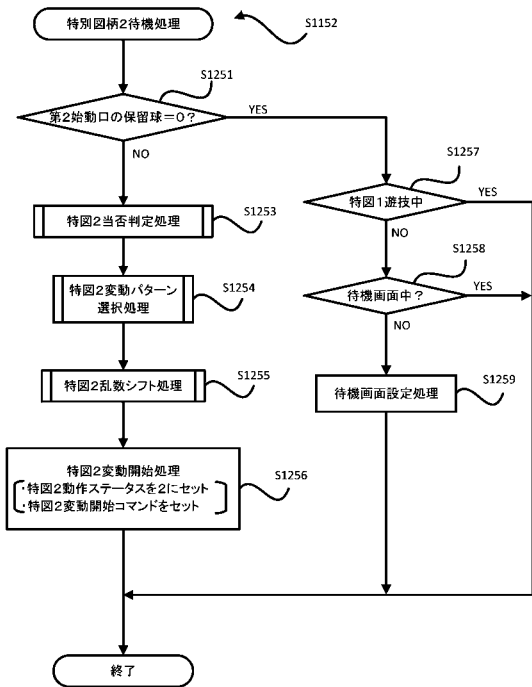 特別図柄2待機処理
S1152
S1251
第2始動口の保留球=0?
YES
NO
S1257
特図1遊技中
YES
NO
S1253
特図2当否判定処理
S1258
待機画面中?
YES
NO
S1254
特図2変動パターン
選択処理
S1255
特図2乱数シフト処理
S1259
待機画面設定処理
S1256
特図2変動開始処理
・特図2動作ステータスを2にセット
・特図2変動開始コマンドをセット
終了